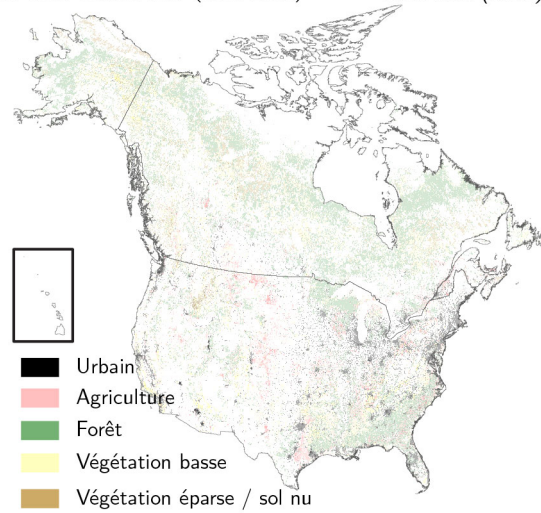 Urbain
Agriculture
Forêt
Végétation basse
Végétation éparse / sol nu